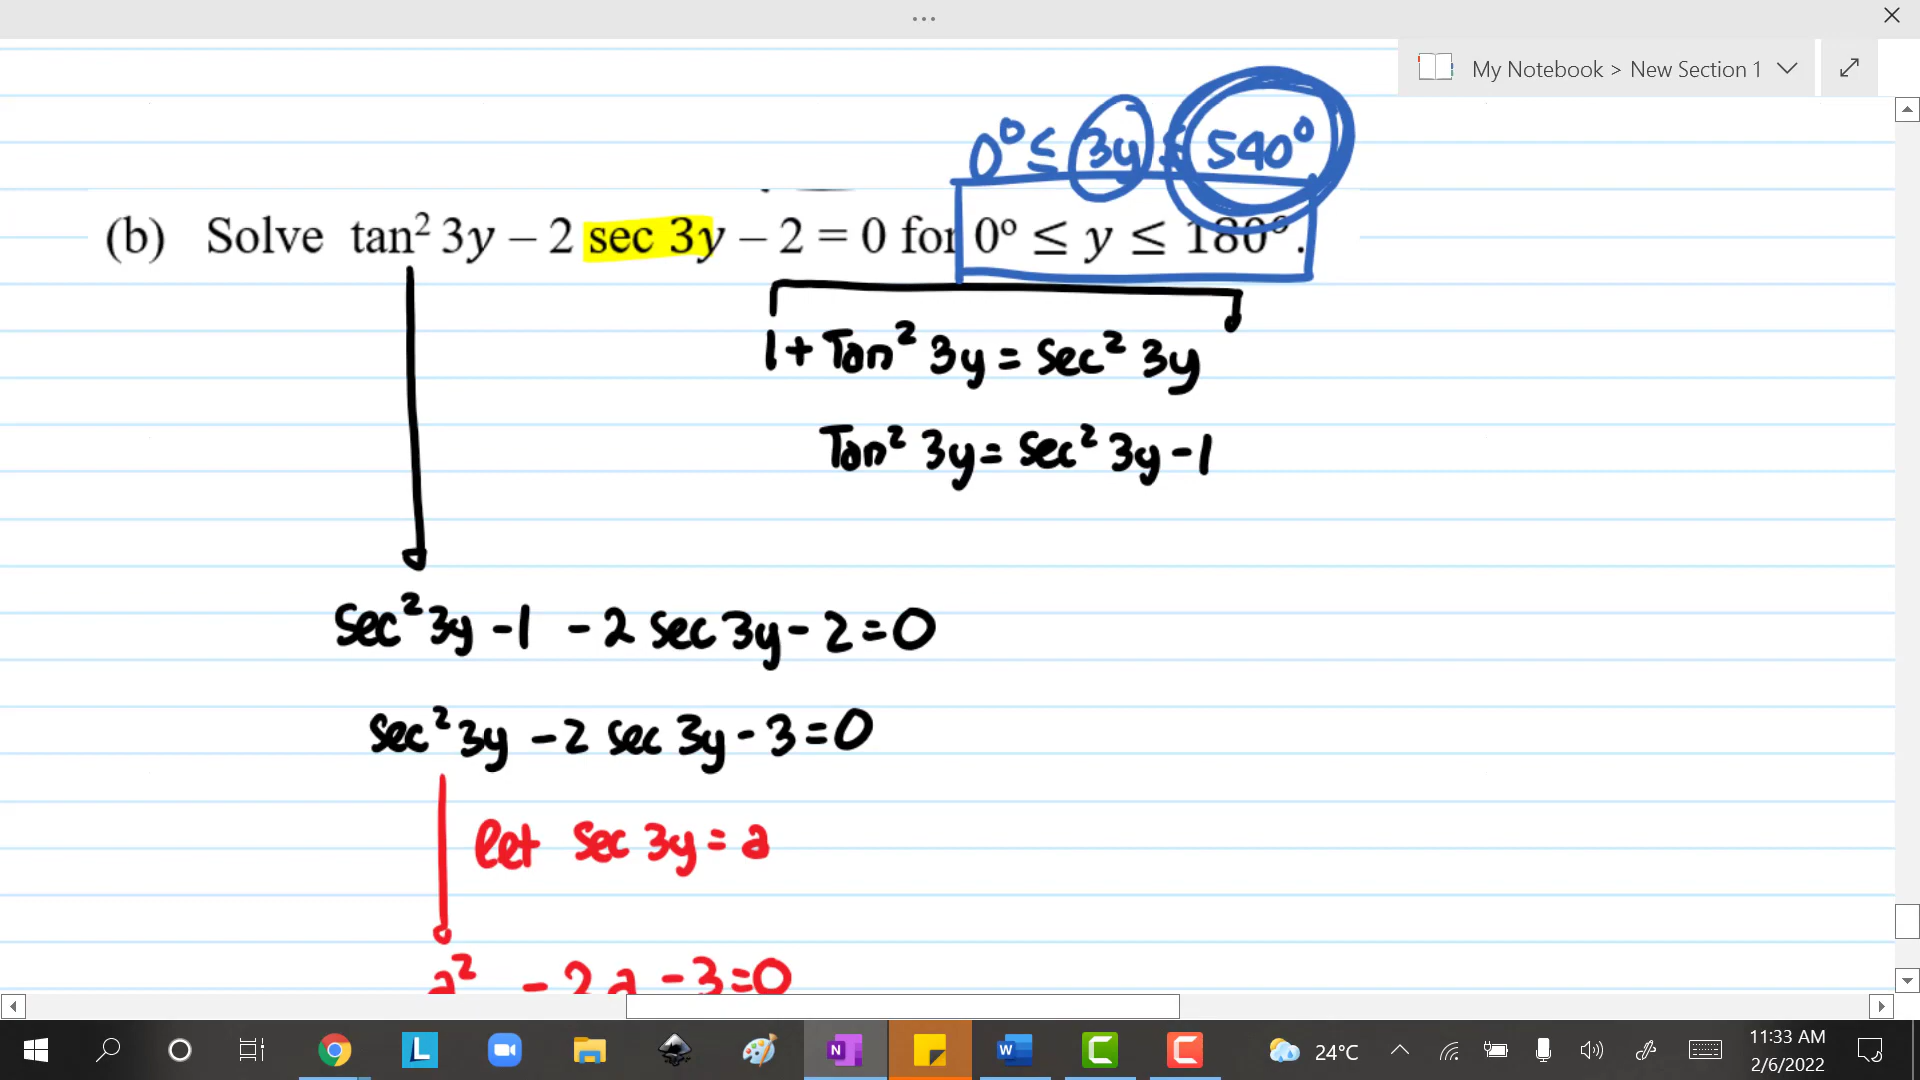 My Notebook > New Section 1
0° ≤ 3y ≤ 540°
(b) Solve tan² 3y – 2 sec 3y – 2 = 0 for 0° ≤ y ≤ 180°.
1 + Tan² 3y = sec² 3y
Tan² 3y = sec² 3y - 1
sec² 3y - 1 - 2 sec 3y - 2 = 0
sec² 3y - 2 sec 3y - 3 = 0
let sec 3y = a
a² - 2a - 3 = 0
24°C
11:33 AM
2/6/2022